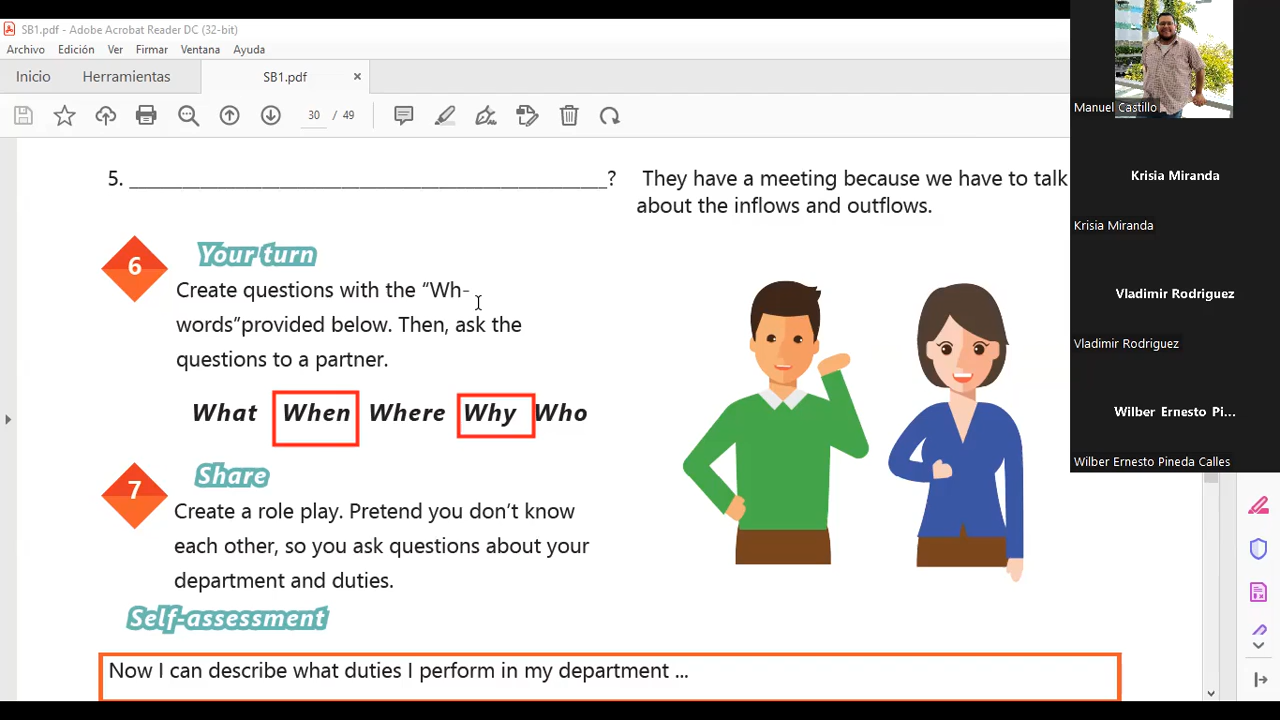 SB1.pdf - Adobe Acrobat Reader DC (32-bit)
Archivo Edición Ver Firmar Ventana Ayuda
Inicio Herramientas SB1.pdf ×
30 / 49
5. ?
They have a meeting because we have to talk
about the inflows and outflows.
6 Your turn
Create questions with the “Wh-
words”provided below. Then, ask the
questions to a partner.
What When Where Why Who
7 Share
Create a role play. Pretend you don’t know
each other, so you ask questions about your
department and duties.
Self-assessment
Now I can describe what duties I perform in my department ...
Manuel Castillo
Krisia Miranda
Krisia Miranda
Vladimir Rodriguez
Vladimir Rodriguez
Wilber Ernesto Pi...
Wilber Ernesto Pineda Calles